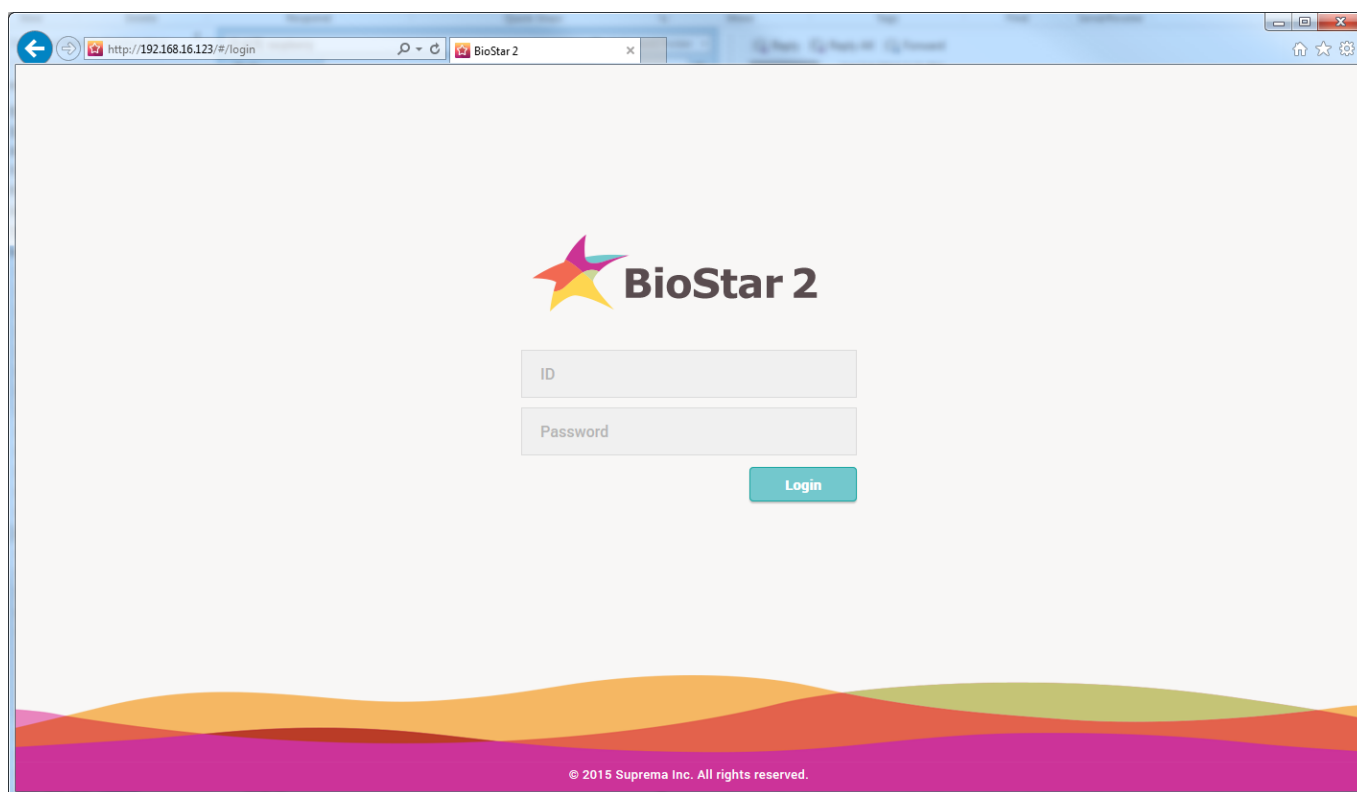 http://192.168.16.123/#/login
BioStar 2
BioStar 2
ID
Password
Login
© 2015 Suprema Inc. All rights reserved.